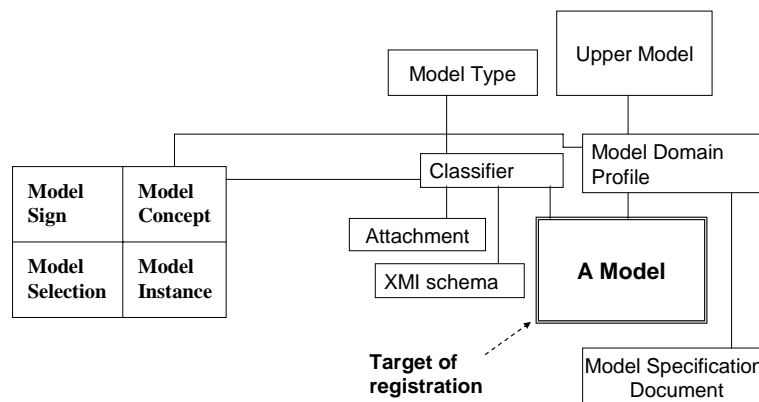 Upper Model
Model Type
Model Domain
Profile
Classifier
Model
Sign
Model
Concept
Model
Selection
Model
Instance
Attachment
XMI schema
A Model
Target of
registration
Model Specification
Document